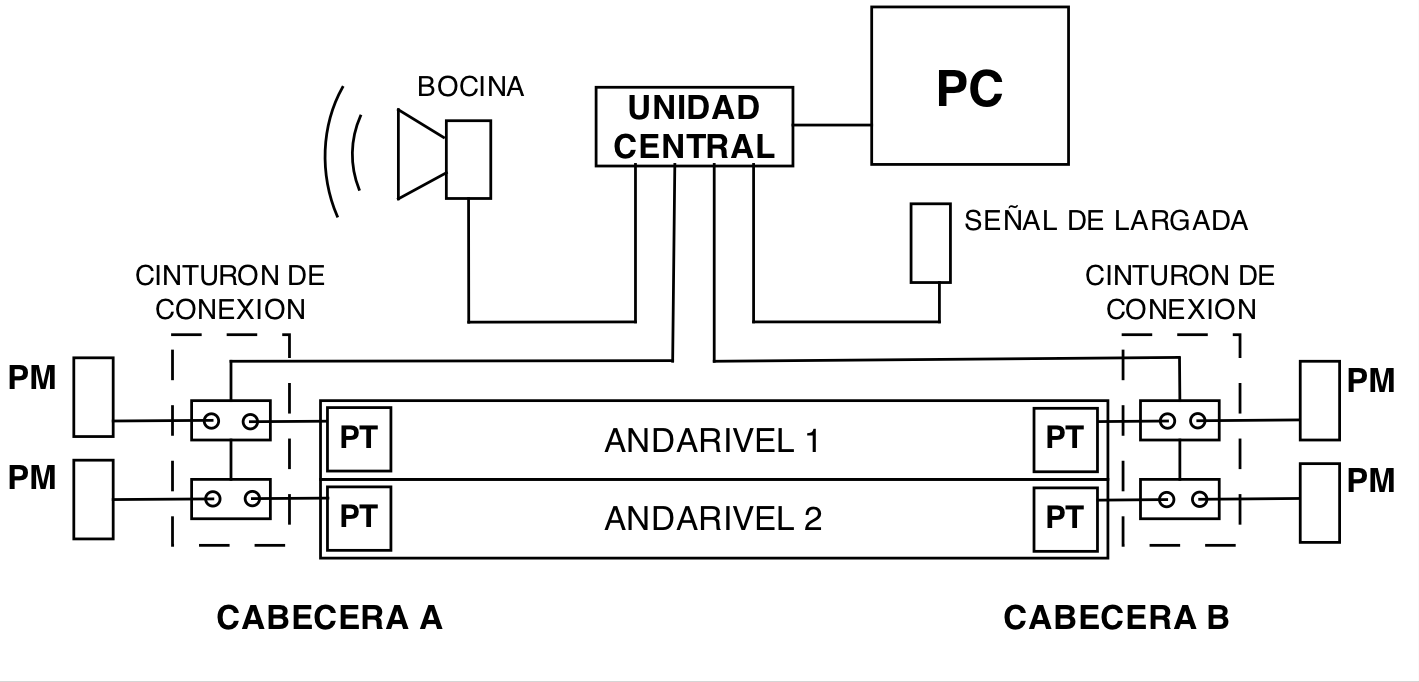 PC
BOCINA
UNIDAD
CENTRAL
SEÑAL DE LARGADA
CINTURON DE
CONEXION
CINTURON DE
CONEXION
PM
PM
PT
ANDARIVEL 1
PT
PM
PM
PT
ANDARIVEL 2
PT
CABECERA A
CABECERA B